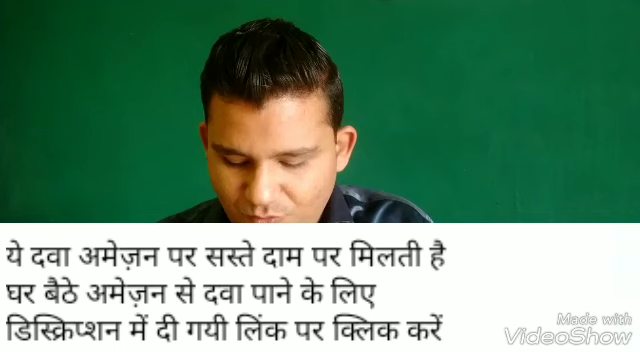 ये दवा अमेज़न पर सस्ते दाम पर मिलती है
घर बैठे अमेज़न से दवा पाने के लिए
डिस्क्रिप्शन में दी गयी लिंक पर क्लिक करें
Made with
VideoShow